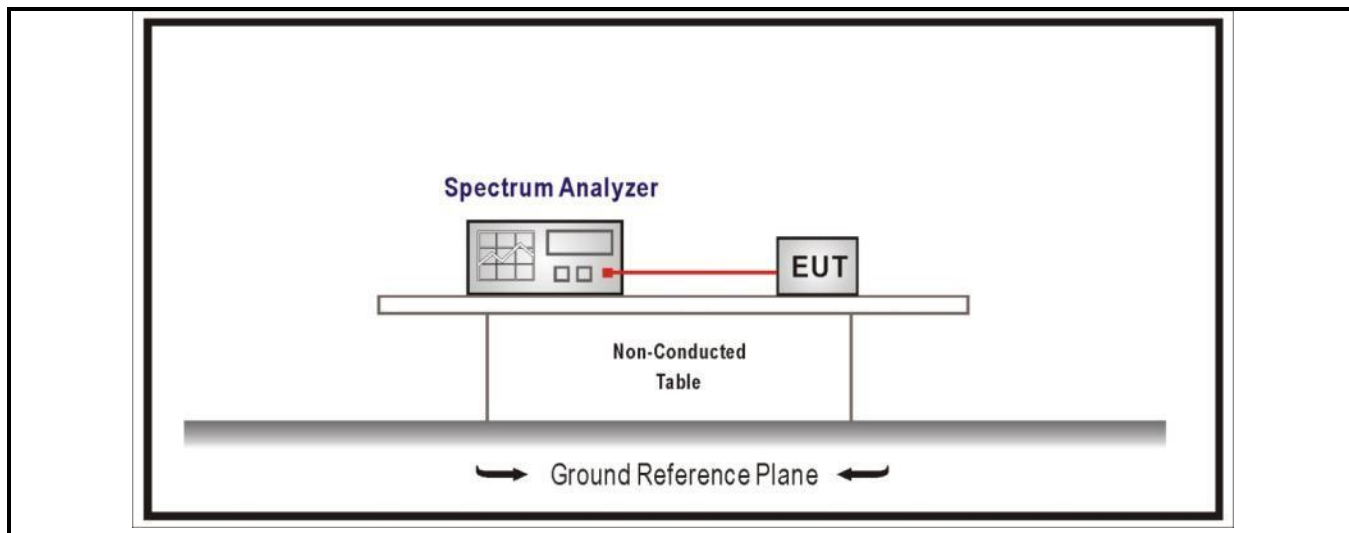 Spectrum Analyzer
EUT
Non-Conducted
Table
Ground Reference Plane